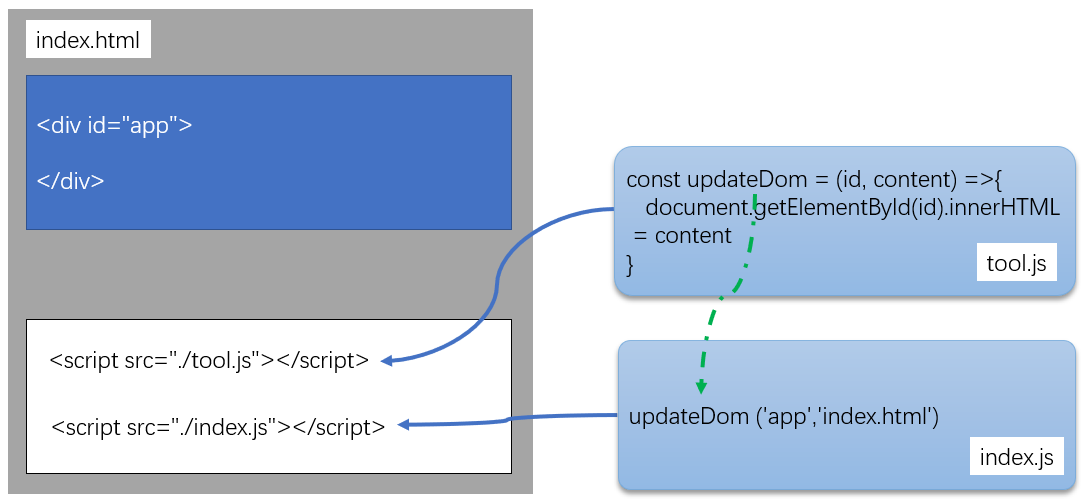 index.html
<div id="app">
</div>
<script src="./tool.js"></script>
<script src="./index.js"></script>
const updateDom = (id, content) =>{
document.getElementById(id).innerHTML
= content
}
tool.js
updateDom ('app','index.html')
index.js